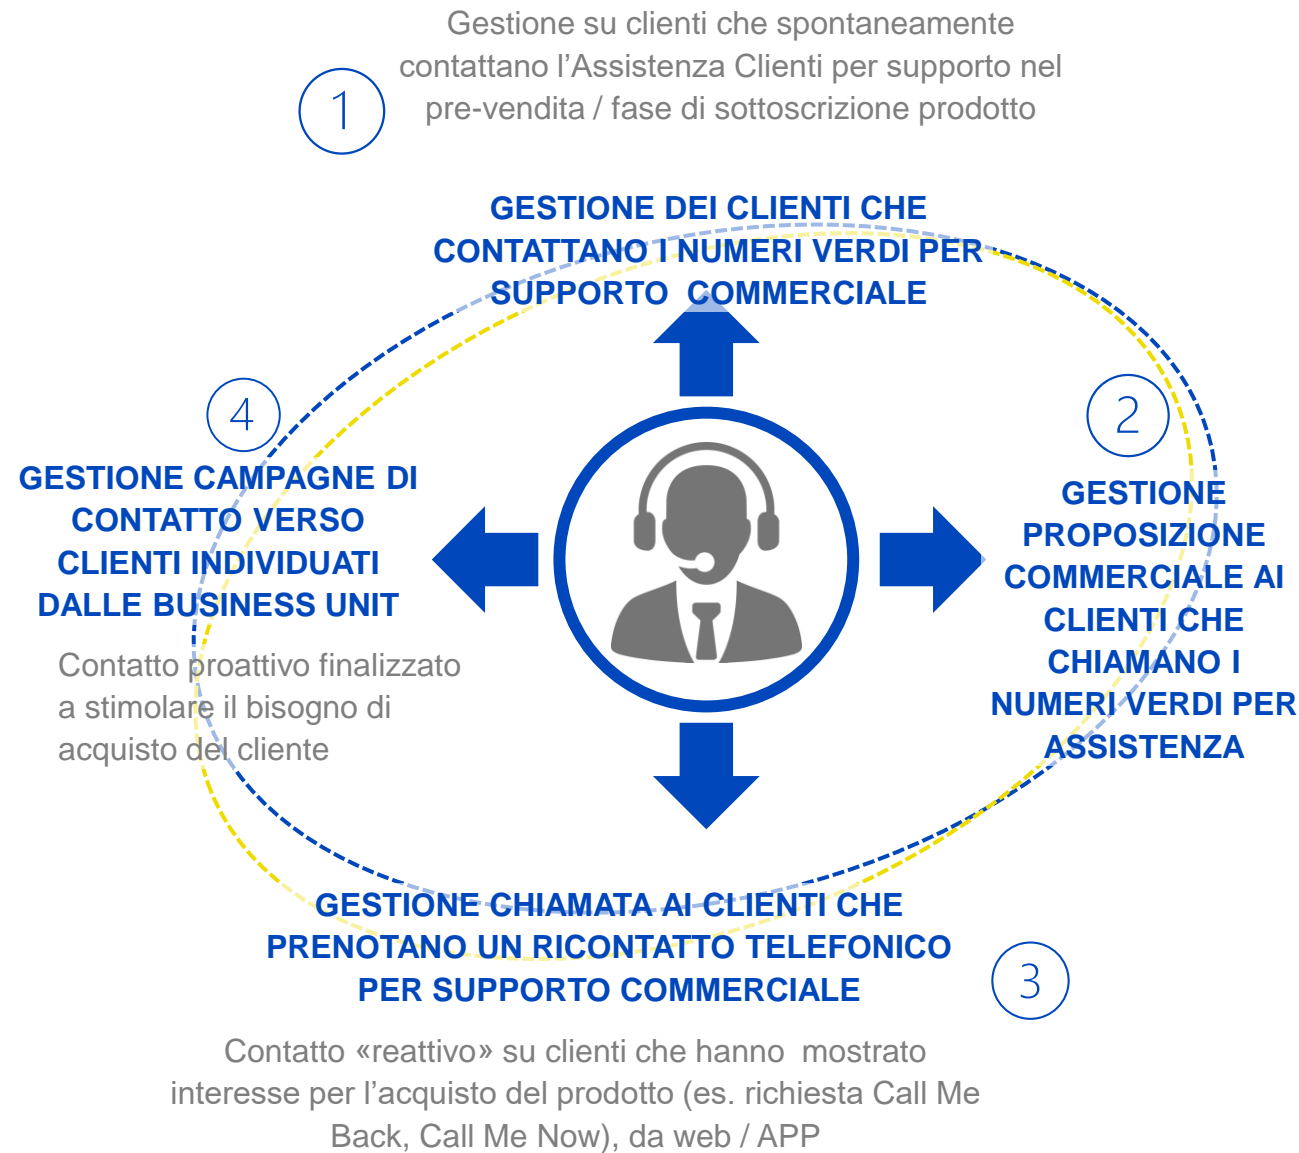 Gestione su clienti che spontaneamente
contattano l’Assistenza Clienti per supporto nel
pre-vendita / fase di sottoscrizione prodotto
1
GESTIONE DEI CLIENTI CHE
CONTATTANO I NUMERI VERDI PER
SUPPORTO  COMMERCIALE
2
GESTIONE
PROPOSIZIONE
COMMERCIALE AI
CLIENTI CHE
CHIAMANO I
NUMERI VERDI PER
ASSISTENZA
3
GESTIONE CHIAMATA AI CLIENTI CHE
PRENOTANO UN RICONTATTO TELEFONICO
PER SUPPORTO COMMERCIALE
Contatto «reattivo» su clienti che hanno  mostrato
interesse per l’acquisto del prodotto (es. richiesta Call Me
Back, Call Me Now), da web / APP
4
GESTIONE CAMPAGNE DI
CONTATTO VERSO
CLIENTI INDIVIDUATI
DALLE BUSINESS UNIT
Contatto proattivo finalizzato
a stimolare il bisogno di
acquisto del cliente